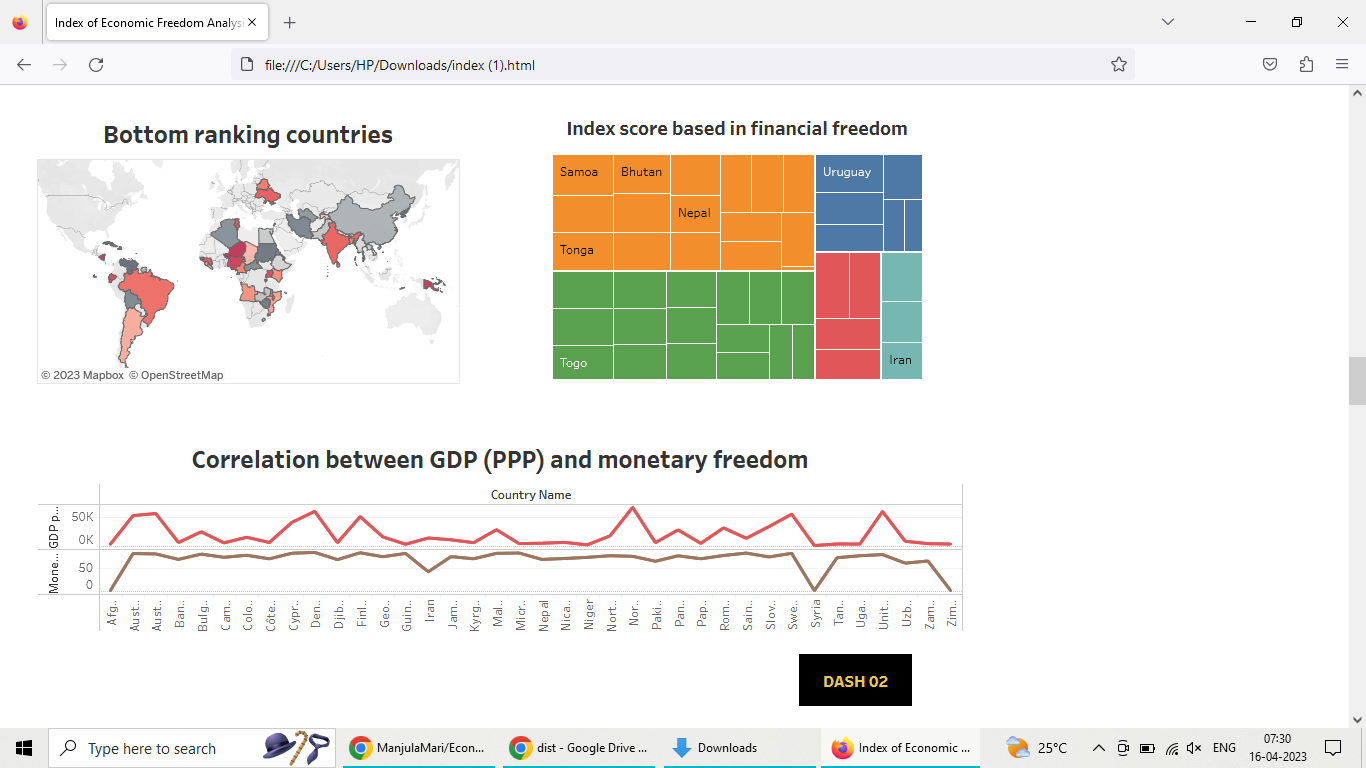 Index of Economic Freedom Analysi
file:///C:/Users/HP/Downloads/index (1).html
Bottom ranking countries
© 2023 Mapbox © OpenStreetMap
Index score based in financial freedom
Samoa
Bhutan
Uruguay
Nepal
Tonga
Togo
Iran
Correlation between GDP (PPP) and monetary freedom
Country Name
GDP p...
50K
0K
Mone...
50
0
Afg..
Aust..
Aust..
Ban..
Bulg..
Cam..
Colo..
Côte..
Cypr..
Den..
Djib..
Finl..
Geo..
Guin..
Iran
Jam..
Kyrg..
Mal..
Micr..
Nepal
Nica..
Niger
Nort..
Nor..
Paki..
Pan..
Pap..
Rom..
Sain..
Slov..
Swe..
Syria
Tan..
Uga..
Unit..
Uzb..
Zam..
Zim..
DASH 02
Type here to search
ManjulaMari/Econ...
dist - Google Drive ...
Downloads
Index of Economic ...
25°C
ENG
07:30
16-04-2023